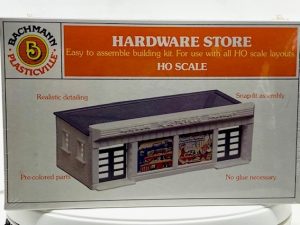 BACHMANN
PLASTICVILLE
HARDWARE STORE
Easy to assemble building kit. For use with all HO scale layouts
HO SCALE
Realistic detailing
Snap-fit assembly
Pre-colored parts
No glue necessary.